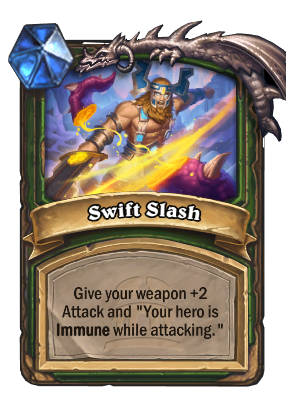 Swift Slash
Give your weapon +2
Attack and "Your hero is
Immune while attacking."